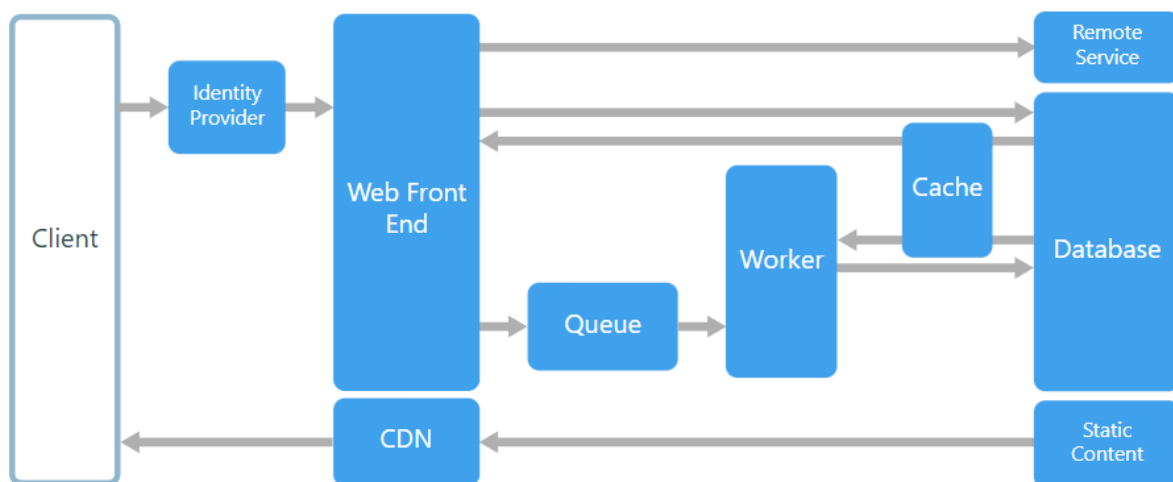 Remote
Service
Identity
Provider
Web Front
End
Cache
Client
Worker
Database
Queue
CDN
Static
Content